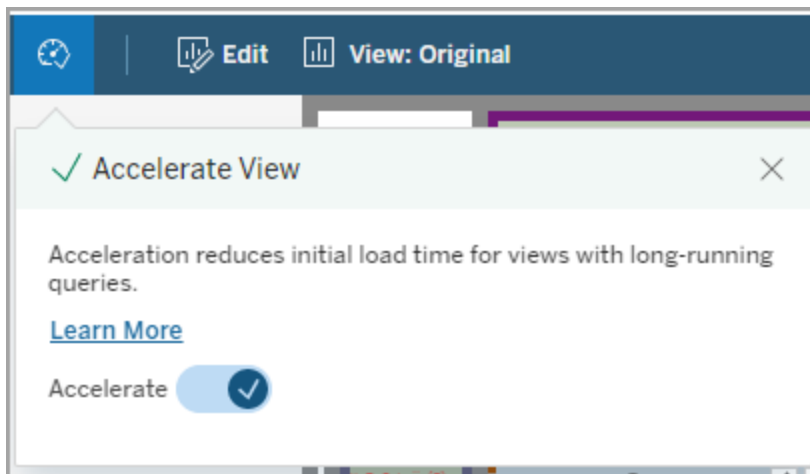 Edit View: Original
Accelerate View
Acceleration reduces initial load time for views with long-running
queries.
Learn More
Accelerate